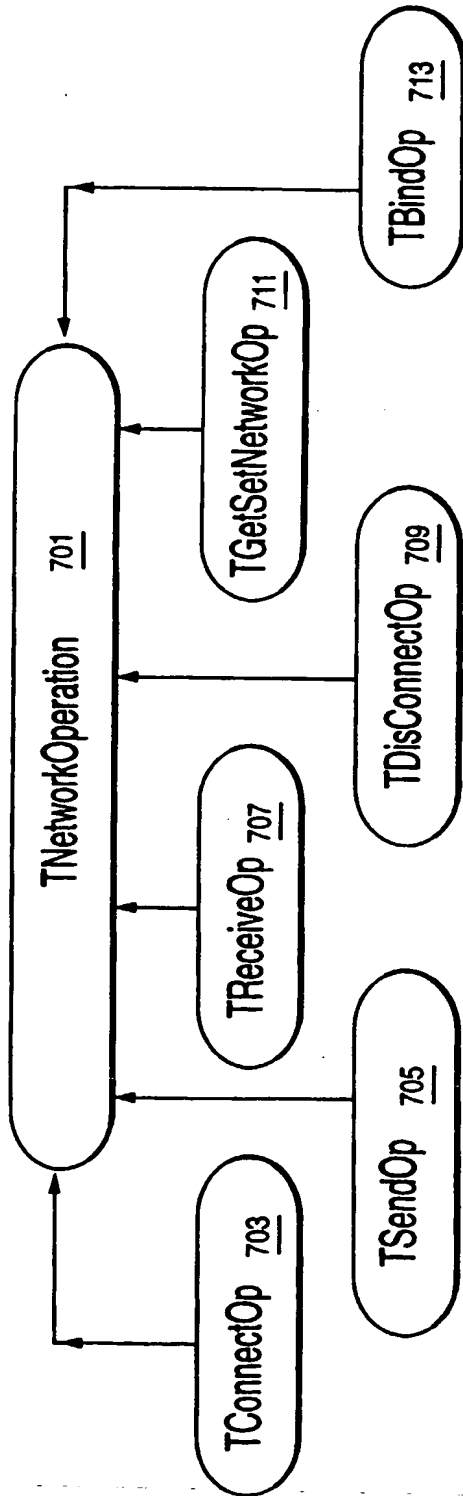 TNetworkOperation 701
TConnectOp 703
TSendOp 705
TReceiveOp 707
TDisConnectOp 709
TGetSetNetworkOp 711
TBindOp 713